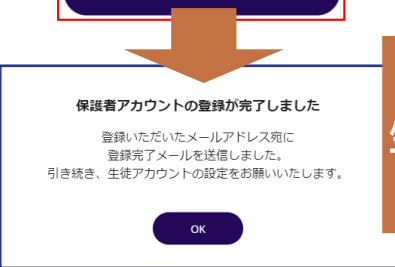 保護者アカウントの登録が完了しました
登録いただいたメールアドレス宛に
登録完了メールを送信しました。
引き続き、生徒アカウントの設定をお願いいたします。
OK